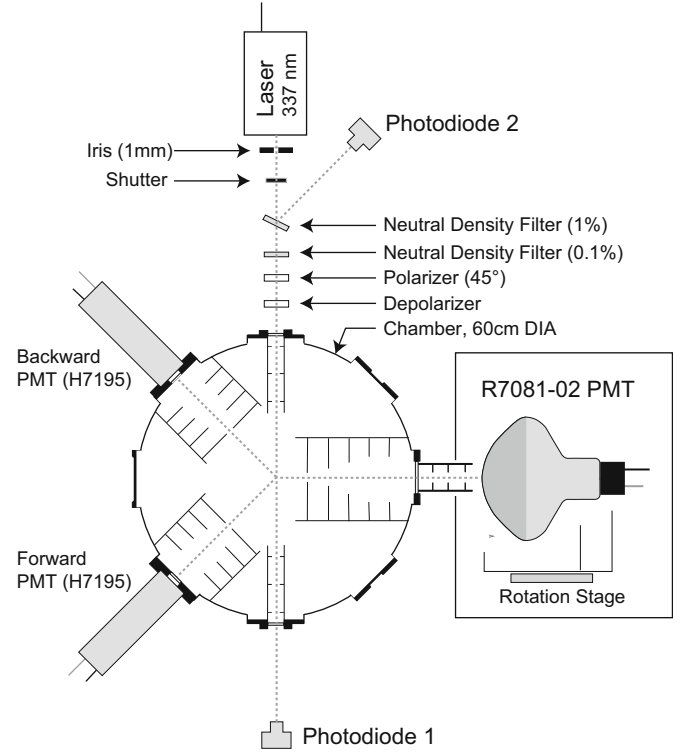 Laser
337 nm
Photodiode 2
Iris (1mm)
Shutter
Neutral Density Filter (1%)
Neutral Density Filter (0.1%)
Polarizer (45°)
Depolarizer
Chamber, 60cm DIA
Backward
PMT (H7195)
R7081-02 PMT
Forward
PMT (H7195)
Rotation Stage
Photodiode 1